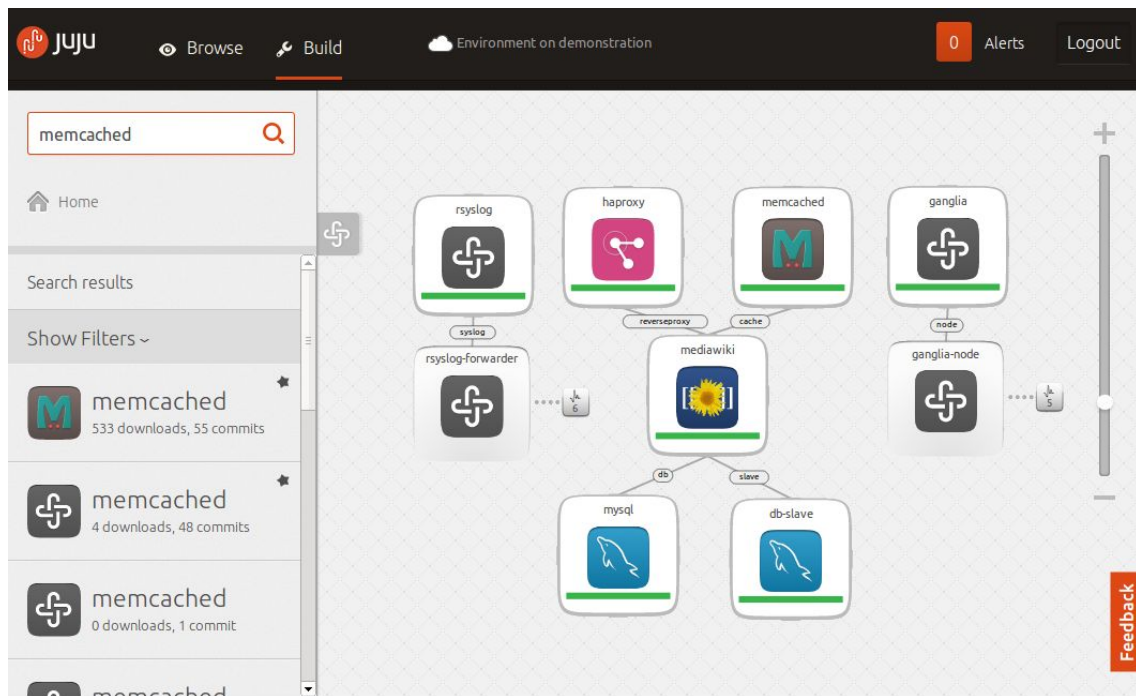 juju
Browse
Build
Environment on demonstration
0
Alerts
Logout
memcached
Home
Search results
Show Filters
memcached
533 downloads, 55 commits
memcached
4 downloads, 48 commits
memcached
0 downloads, 1 commit
memcached
rsyslog
haproxy
memcached
ganglia
syslog
reverseproxy
cache
node
rsyslog-forwarder
6
mediawiki
[[ ]]
ganglia-node
5
db
slave
mysql
db-slave
Feedback